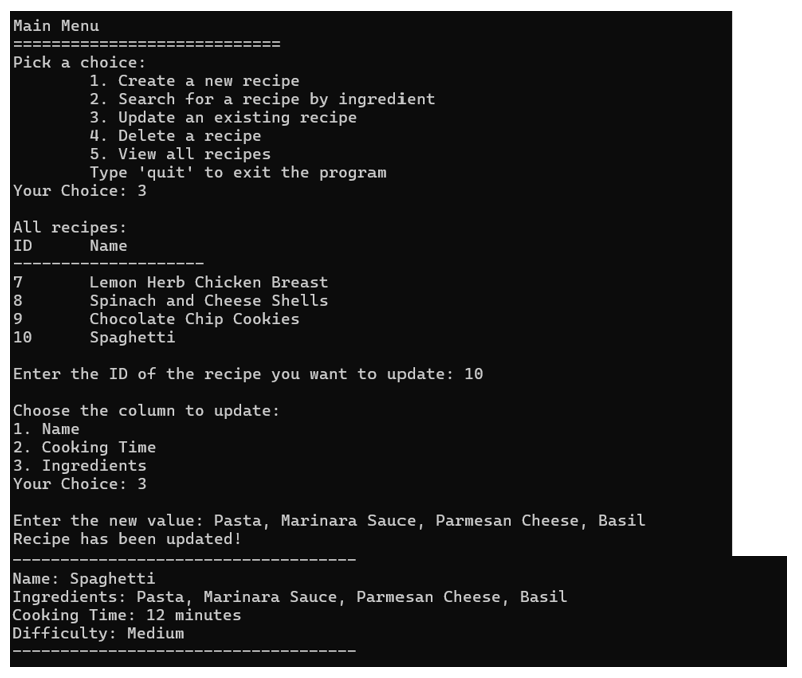 Main Menu
============================
Pick a choice:
        1. Create a new recipe
        2. Search for a recipe by ingredient
        3. Update an existing recipe
        4. Delete a recipe
        5. View all recipes
        Type 'quit' to exit the program
Your Choice: 3

All recipes:
ID      Name
--------------------
7       Lemon Herb Chicken Breast
8       Spinach and Cheese Shells
9       Chocolate Chip Cookies
10      Spaghetti

Enter the ID of the recipe you want to update: 10

Choose the column to update:
1. Name
2. Cooking Time
3. Ingredients
Your Choice: 3

Enter the new value: Pasta, Marinara Sauce, Parmesan Cheese, Basil
Recipe has been updated!
------------------------------------
Name: Spaghetti
Ingredients: Pasta, Marinara Sauce, Parmesan Cheese, Basil
Cooking Time: 12 minutes
Difficulty: Medium
------------------------------------